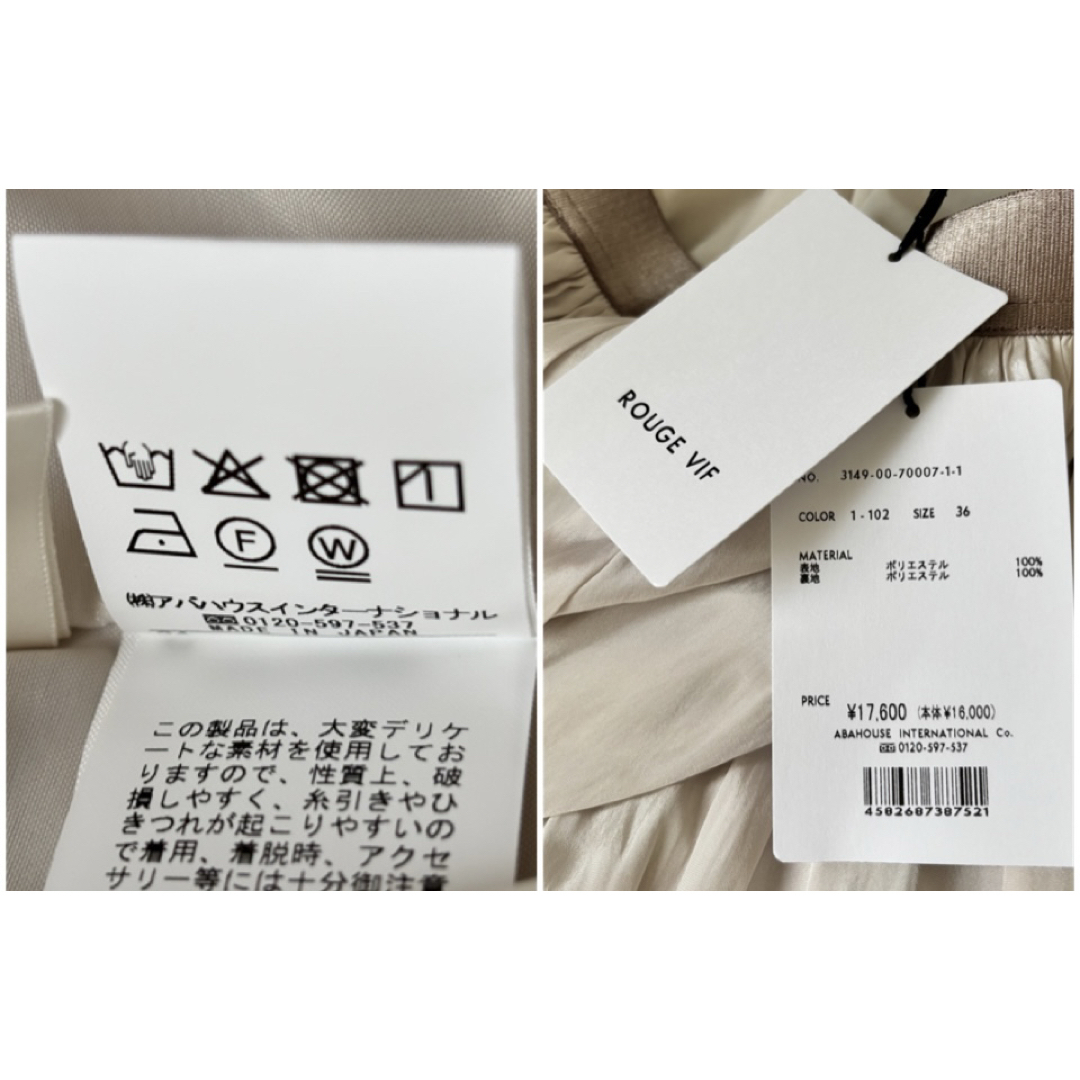 F
W
(株)アバハウスインターナショナル
0120-597-537
MADE IN JAPAN
この製品は、大変デリケ
ートな素材を使用してお
りますので、性質上、破
損しやすく、糸引きやひ
きつれが起こりやすいの
で着用、着脱時、アクセ
サリー等には十分御注意
ROUGE VIF
NO. 3149-00-70007-1-1
COLOR 1-102 SIZE 36
MATERIAL
表地 ポリエステル 100%
裏地 ポリエステル 100%
PRICE ¥17,600 (本体¥16,000)
ABAHOUSE INTERNATIONAL Co.
0120-597-537
4582687387521